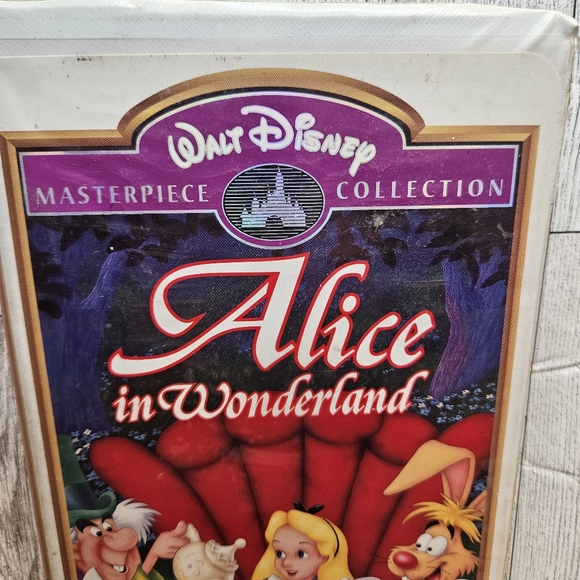 WALT DISNEY
MASTERPIECE COLLECTION
Alice
in Wonderland